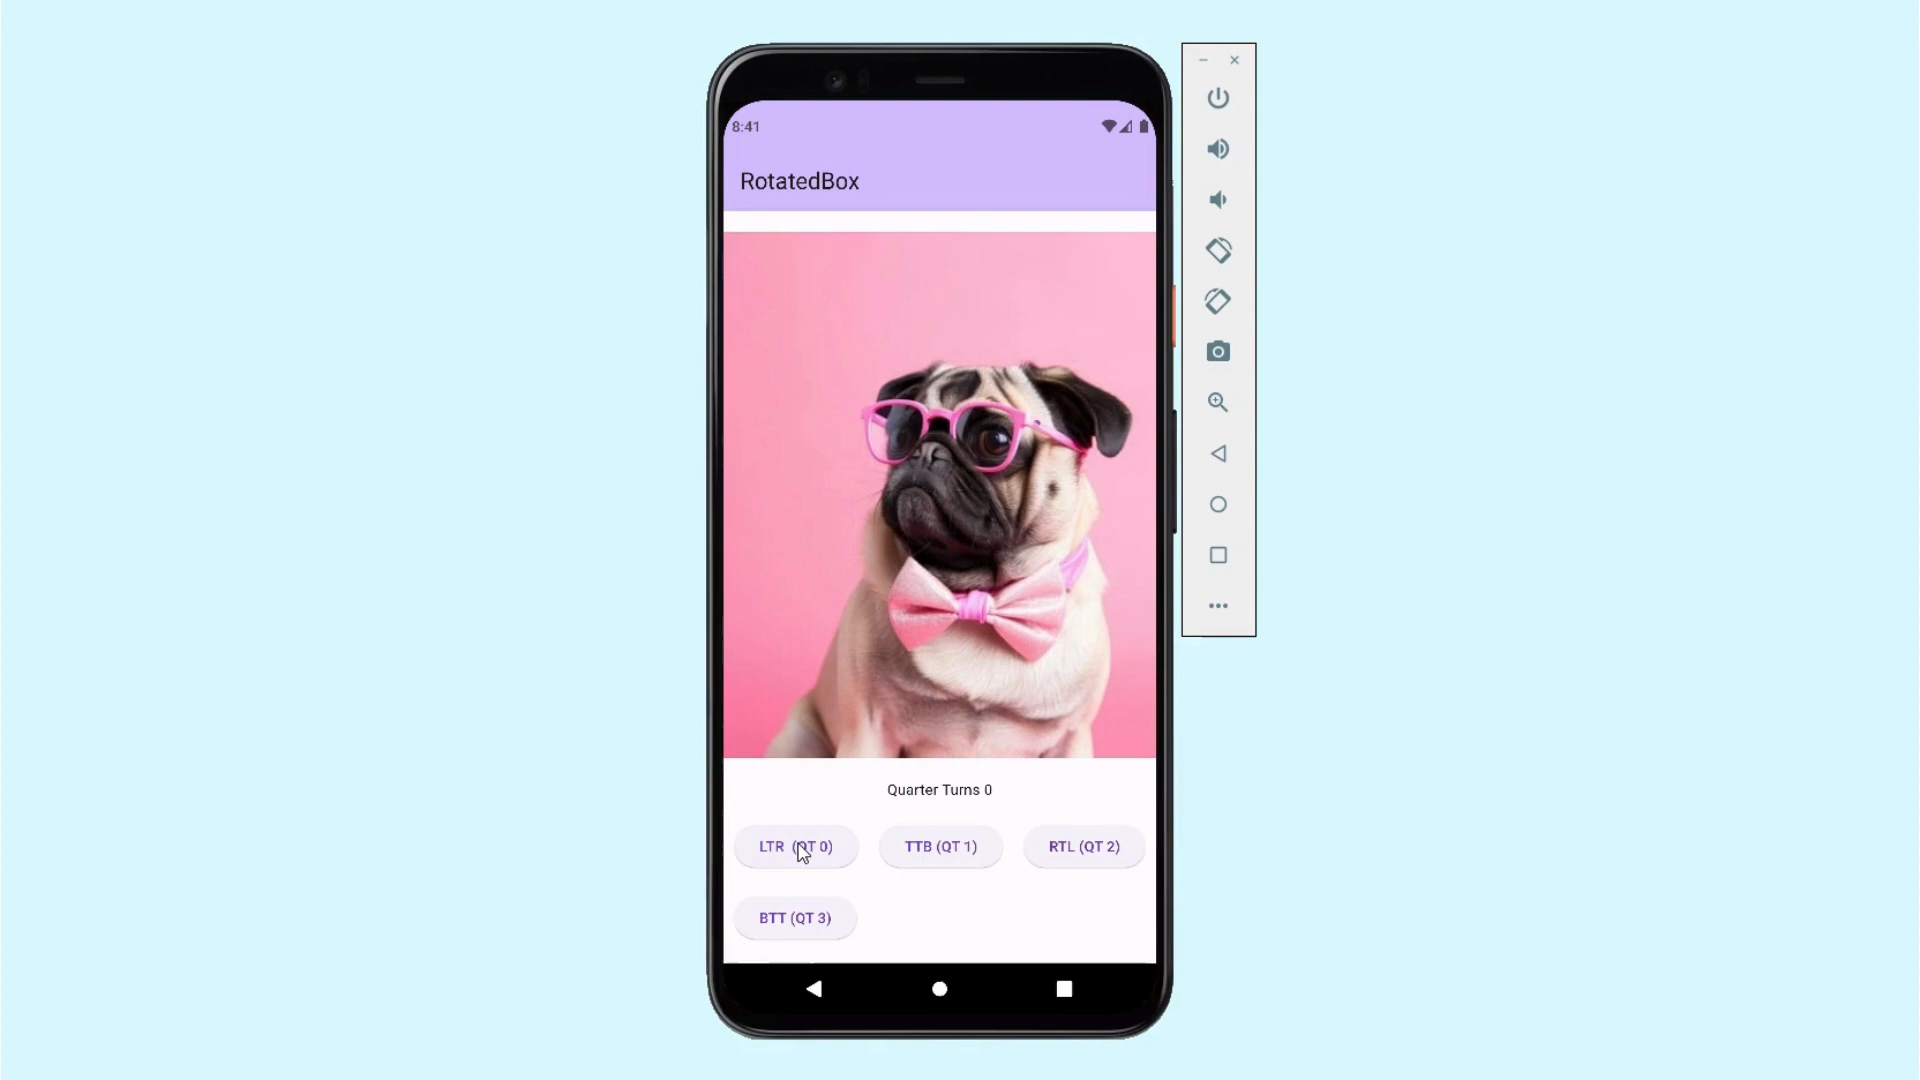 8:41
RotatedBox
Quarter Turns 0
LTR (QT 0)
TTB (QT 1)
RTL (QT 2)
BTT (QT 3)